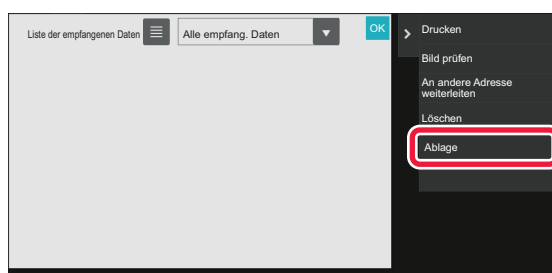 Liste der empfangenen Daten
Alle empfang. Daten
OK
Drucken
Bild prüfen
An andere Adresse
weiterleiten
Löschen
Ablage